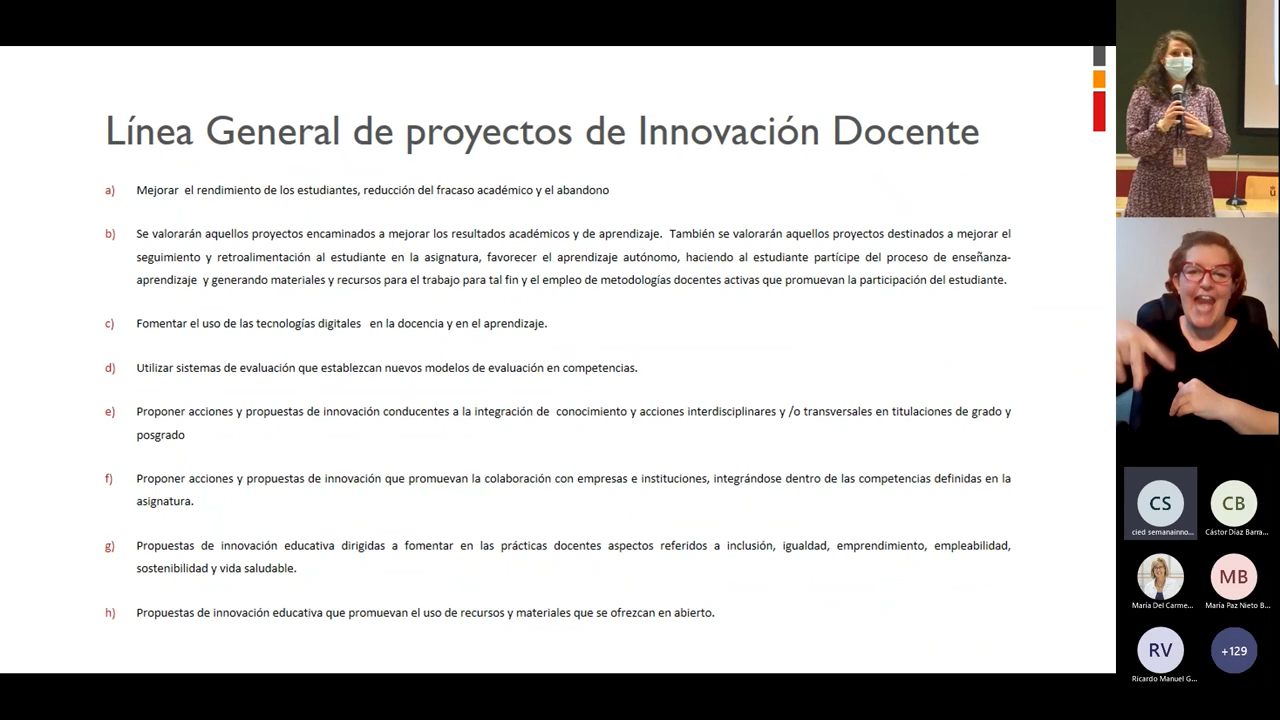 Línea General de proyectos de Innovación Docente
a) Mejorar el rendimiento de los estudiantes, reducción del fracaso académico y el abandono
b) Se valorarán aquellos proyectos encaminados a mejorar los resultados académicos y de aprendizaje. También se valorarán aquellos proyectos destinados a mejorar el
seguimiento y retroalimentación al estudiante en la asignatura, favorecer el aprendizaje autónomo, haciendo al estudiante partícipe del proceso de enseñanza-
aprendizaje y generando materiales y recursos para el trabajo para tal fin y el empleo de metodologías docentes activas que promuevan la participación del estudiante.
c) Fomentar el uso de las tecnologías digitales en la docencia y en el aprendizaje.
d) Utilizar sistemas de evaluación que establezcan nuevos modelos de evaluación en competencias.
e) Proponer acciones y propuestas de innovación conducentes a la integración de conocimiento y acciones interdisciplinares y /o transversales en titulaciones de grado y
posgrado
f) Proponer acciones y propuestas de innovación que promuevan la colaboración con empresas e instituciones, integrándose dentro de las competencias definidas en la
asignatura.
g) Propuestas de innovación educativa dirigidas a fomentar en las prácticas docentes aspectos referidos a inclusión, igualdad, emprendimiento, empleabilidad,
sostenibilidad y vida saludable.
h) Propuestas de innovación educativa que promuevan el uso de recursos y materiales que se ofrezcan en abierto.
CS CB
cied semanainno... Cástor Díaz Barra...
MB
María Del Carme... María Paz Nieto B...
RV +129
Ricardo Manuel G...